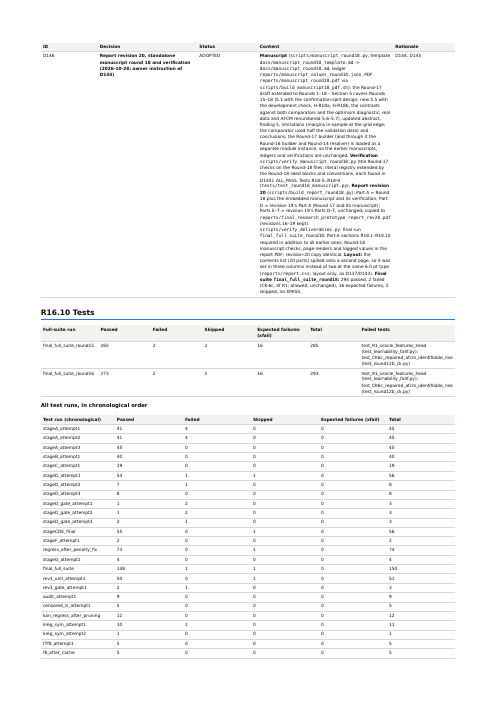 ID Decision Status Content Rationale
D146 Report revision 20, standalone manuscript round 18 and verification (2026-10-28; owner instruction of D144) ADOPTED D144, D145
Manuscript (scripts/manuscript_round18.py, template
docs/manuscript_round18_template.md ->
docs/manuscript_round18.md, ledger
reports/manuscript_values_round18.json, PDF
reports/manuscript_round18.pdf via
scripts/build_manuscript18_pdf.sh): the Round-17
draft extended to Rounds 1-18 - Section 5 covers Rounds
15-18 (5.1 with the confirmation-split design; new 5.5
with the development check, H-R18a, H-R18b, the contrasts
against both comparators and the optimism diagnostic; real
data and AFCM renumbered 5.6-5.7), updated abstract,
finding 5, limitations (margins in-sample at the grid edge;
the comparator used half the validation data) and
conclusions; the Round-17 builder (and through it the
Round-16 builder and Round-14 resolver) is loaded as a
separate module instance, so the earlier manuscripts,
ledgers and verifications are unchanged. Verification
scripts/verify_manuscript_round18.py (the Round-17
checks on the Round-18 files; literal registry extended by
the Round-18 seed blocks and conventions, each found in
D144): ALL_PASS. Tests R18.5..R18.9
(tests/test_round18_manuscript.py). Report revision
20 (scripts/build_report_round18.py): Part A = Round
18 plus the embedded manuscript and its verification; Part
D = revision 19's Part A (Round 17 and its manuscript);
Parts E-T = revision 19's Parts D-T, unchanged; copied to
reports/final_research_prototype_report_rev20.pdf
(revisions 16-19 kept).
scripts/verify_deliverables.py: final run
final_full_suite_round18; Part-A sections R18.1-R18.10
required in addition to all earlier ones; Round-18
manuscript checks, page renders and logged values in the
report PDF; revision-20 copy identical. Layout: the
contents list (20 parts) spilled onto a second page, so it was
set in three columns instead of two at the same 6.0 pt type
(reports/report.css; layout only, as D137/D143). Final
suite final_full_suite_round18: 294 passed, 2 failed
(CK6c, 4f R1; allowed, unchanged), 16 expected failures, 2
skipped, no XPASS.
R16.10 Tests
Full-suite run Passed Failed Skipped Expected failures (xfail) Total Failed tests
final_full_suite_round15 265 2 2 16 285 test_R1_oracle_features_head (test_learnability_fast.py); test_CK6c_repaired_afcm_identifiable_rise (test_round12b_ck.py)
final_full_suite_round16 273 2 2 16 293 test_R1_oracle_features_head (test_learnability_fast.py); test_CK6c_repaired_afcm_identifiable_rise (test_round12b_ck.py)
All test runs, in chronological order
Test run (chronological) Passed Failed Skipped Expected failures (xfail) Total
stageA_attempt1 41 4 0 0 45
stageA_attempt2 41 4 0 0 45
stageA_attempt3 45 0 0 0 45
stageB_attempt1 40 0 0 0 40
stageC_attempt1 19 0 0 0 19
stageD_attempt1 54 1 1 0 56
stageD_attempt2 7 1 0 0 8
stageD_attempt3 8 0 0 0 8
stageD_gate_attempt1 1 2 0 0 3
stageD_gate_attempt2 1 2 0 0 3
stageD_gate_attempt3 2 1 0 0 3
stageCDE_final 55 0 1 0 56
stageF_attempt1 2 0 0 0 2
regress_after_penalty_fix 73 0 1 0 74
stageG_attempt1 4 0 0 0 4
final_full_suite 148 1 1 0 150
rev3_unit_attempt1 50 0 1 0 51
rev3_gate_attempt1 2 1 0 0 3
audit_attempt1 9 0 0 0 9
censored_ls_attempt1 5 0 0 0 5
kan_regress_after_pruning 12 0 0 0 12
kreg_sym_attempt1 10 1 0 0 11
kreg_sym_attempt2 1 0 0 0 1
f7f8_attempt1 5 0 0 0 5
f8_after_cache 5 0 0 0 5